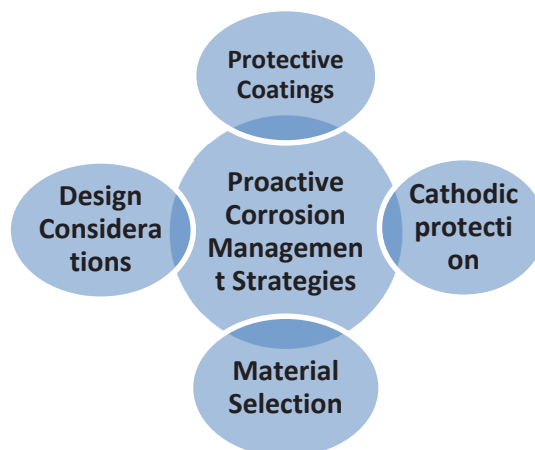 Protective
Coatings
Design
Considera
tions
Proactive
Corrosion
Managemen
t Strategies
Cathodic
protecti
on
Material
Selection